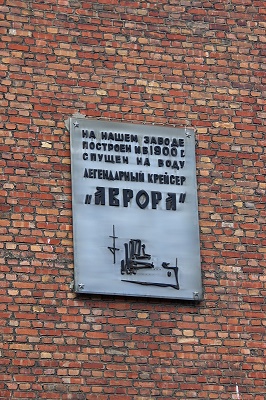 НА НАШЕМ ЗАВОДЕ
ПОСТРОЕН И В 1900 Г.
СПУЩЕН НА ВОДУ
ЛЕГЕНДАРНЫЙ КРЕЙСЕР
"АВРОРА"